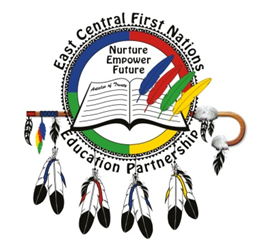 East Central First Nations
Nurture
Empower
Future
Education Partnership